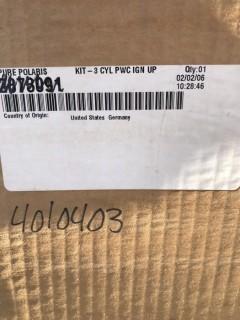 PURE POLARIS KIT – 3 CYL PWC IGN UP Qty: 01
02/02/06
10:28:46
Country of Origin: United States Germany
4010403